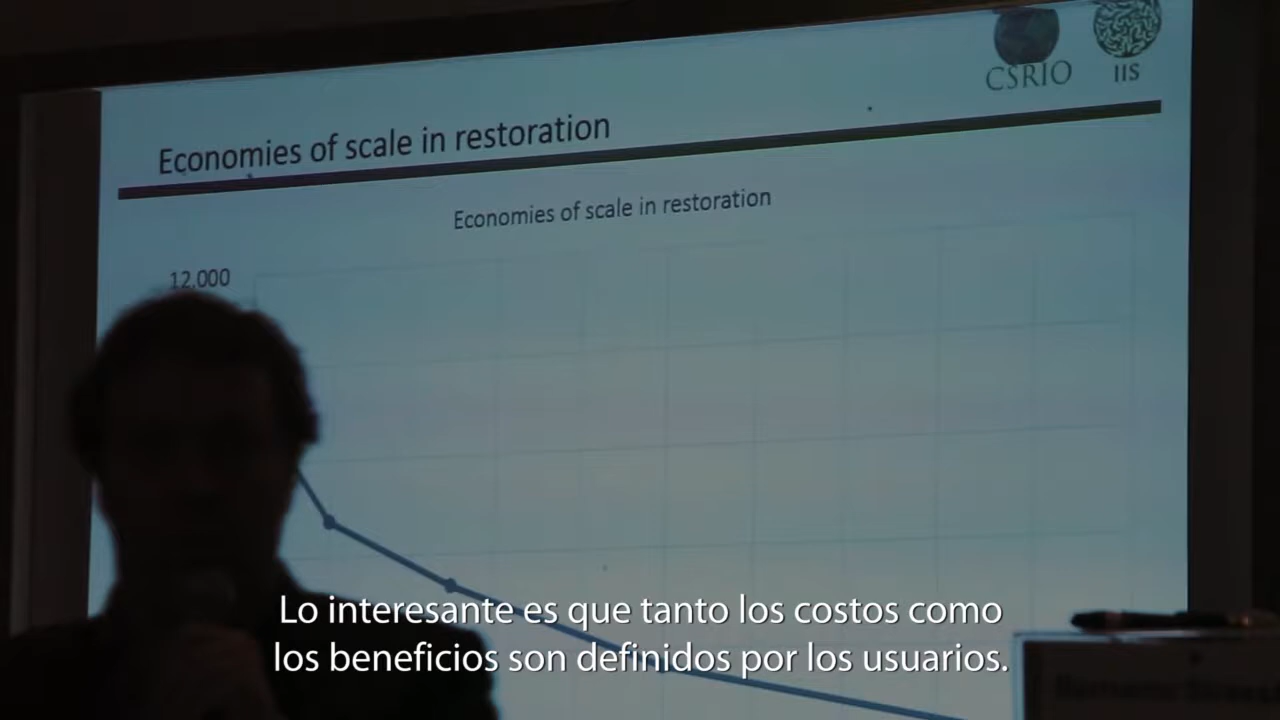 CSRIO
IIS
Economies of scale in restoration
Economies of scale in restoration
12,000
Lo interesante es que tanto los costos como
los beneficios son definidos por los usuarios.